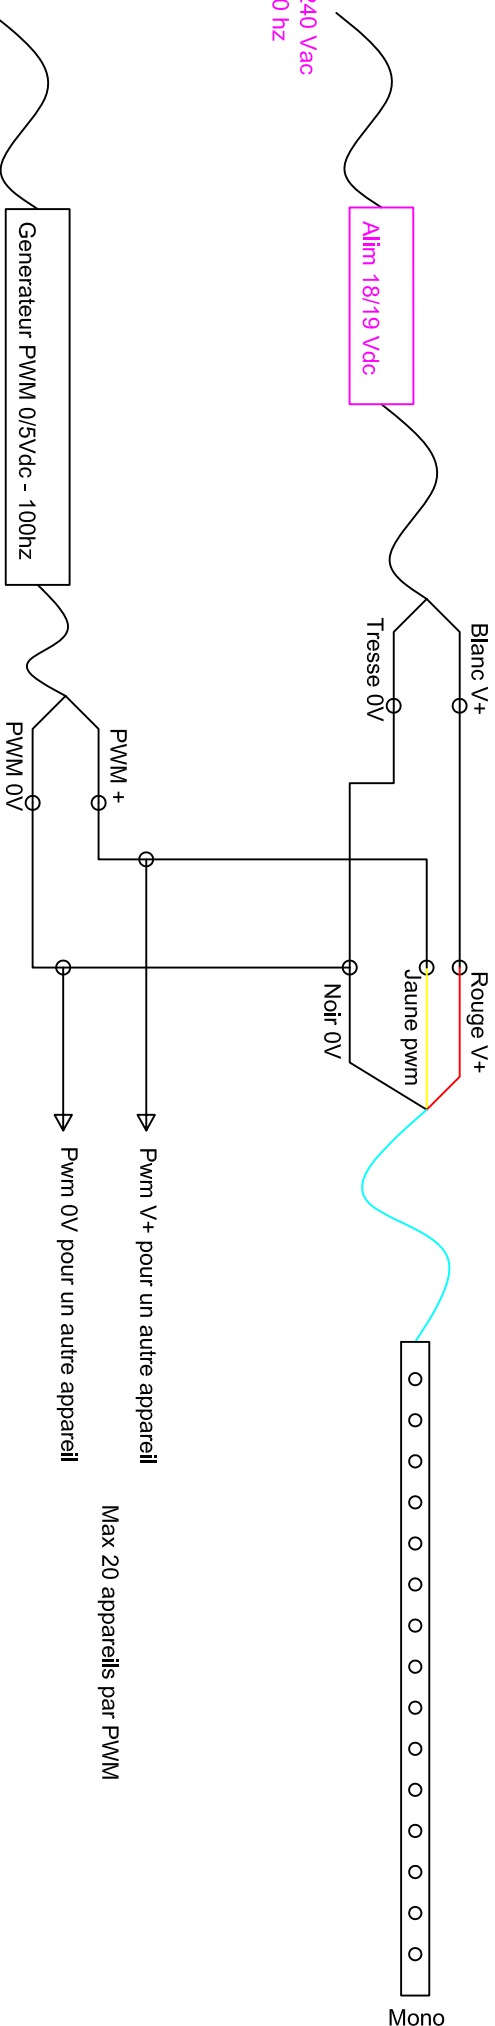 240 Vac
0 hz
Alim 18/19 Vdc
Blanc V+
Tresse 0V
Rouge V+
Jaune pwm
Noir 0V
Generateur PWM 0/5Vdc - 100hz
PWM +
PWM 0V
Pwm V+ pour un autre appareil
Pwm 0V pour un autre appareil
Max 20 appareils par PWM
Mono